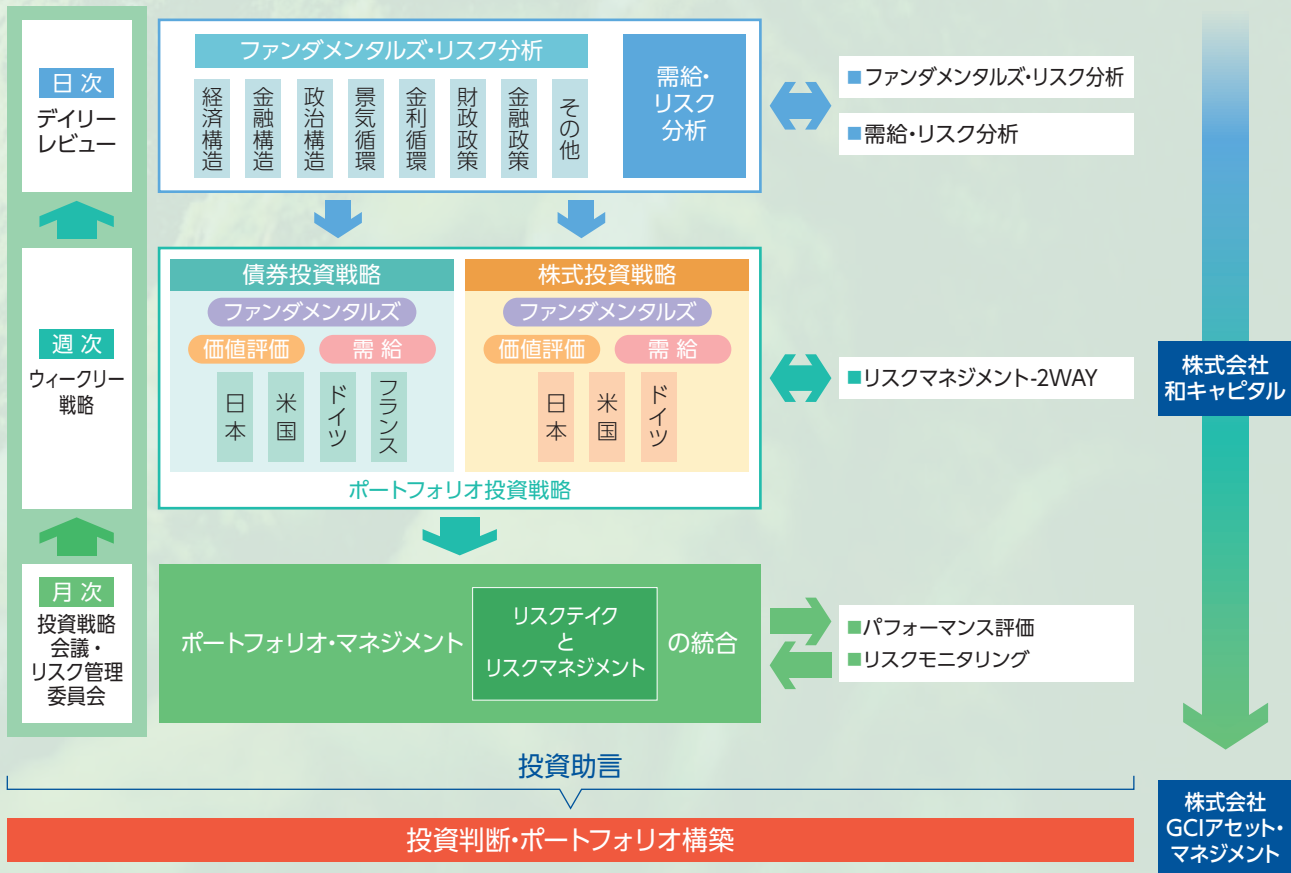 日次
デイリー
レビュー
ファンダメンタルズ・リスク分析
経済構造
金融構造
政治構造
景気循環
金利循環
財政政策
金融政策
その他
需給・
リスク
分析
■ファンダメンタルズ・リスク分析
■需給・リスク分析
週次
ウィークリー
戦略
債券投資戦略
ファンダメンタルズ
価値評価
需給
日本
米国
ドイツ
フランス
株式投資戦略
ファンダメンタルズ
価値評価
需給
日本
米国
ドイツ
ポートフォリオ投資戦略
■リスクマネジメント-2WAY
株式会社
和キャピタル
月次
投資戦略
会議・
リスク管理
委員会
ポートフォリオ・マネジメント
リスクテイク
と
リスクマネジメント
の統合
■パフォーマンス評価
■リスクモニタリング
投資助言
投資判断・ポートフォリオ構築
株式会社
GCIアセット・
マネジメント